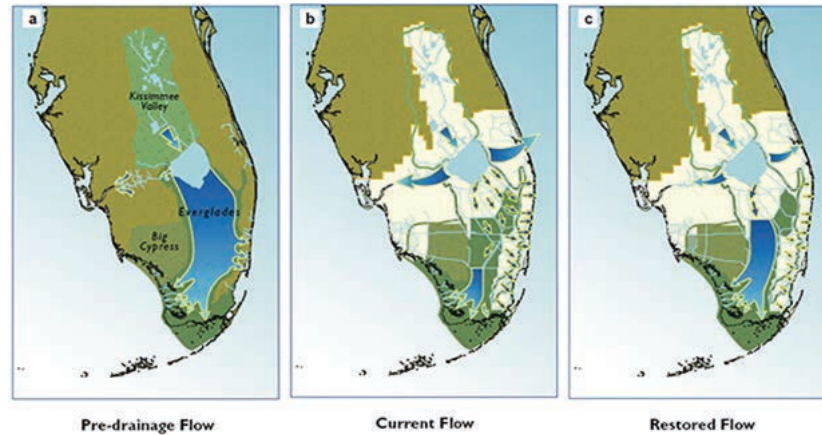 a
b
c
Kissimmee
Valley
Everglades
Big
Cypress
Pre-drainage Flow
Current Flow
Restored Flow